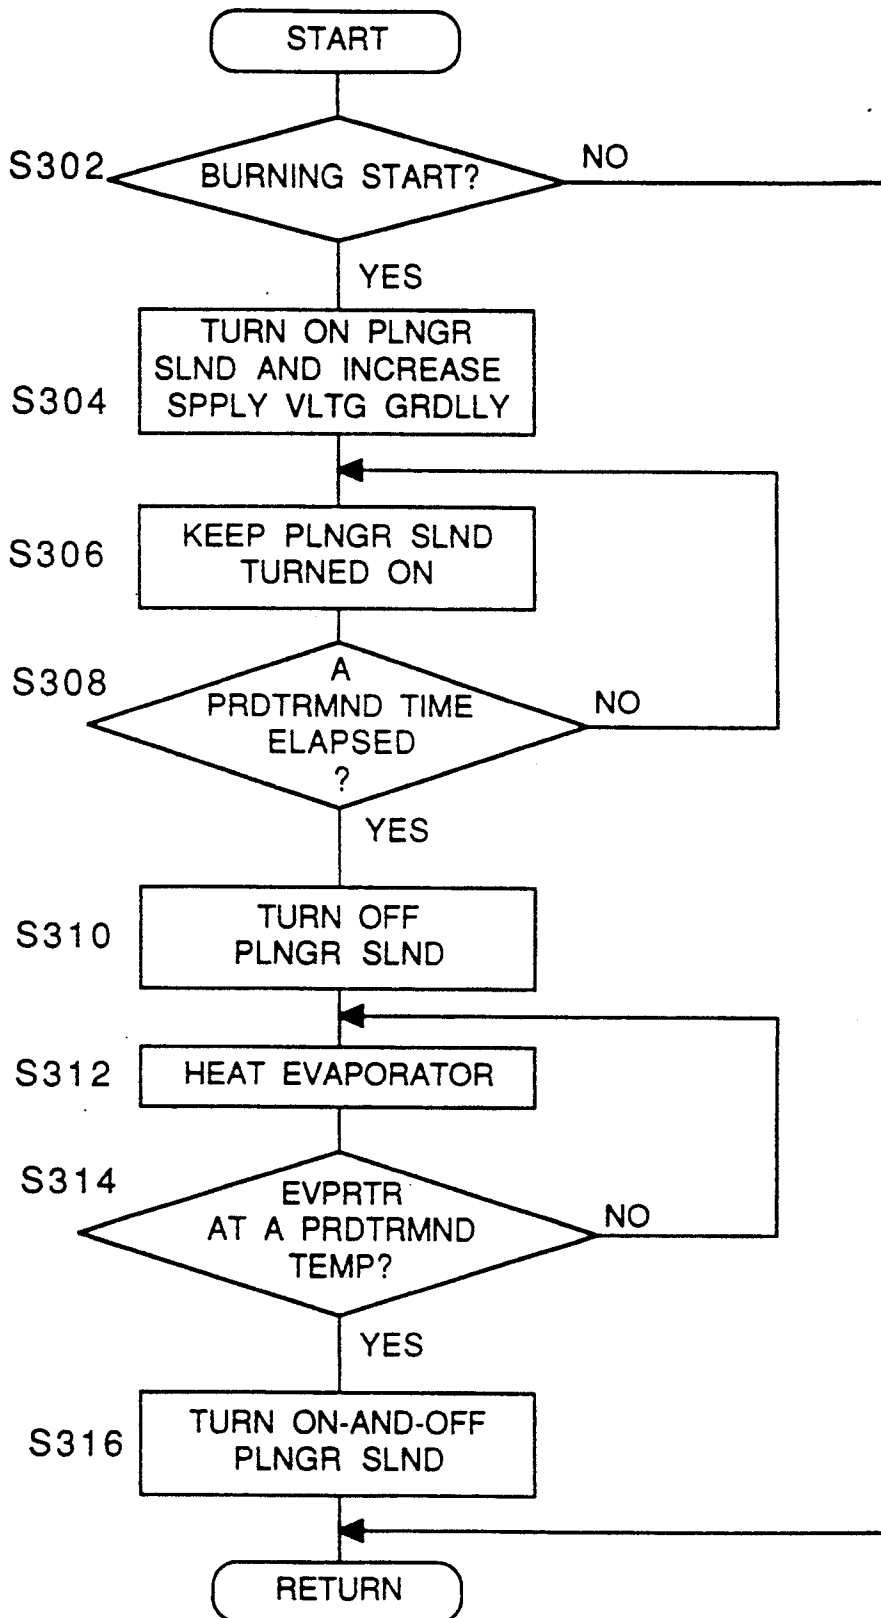 START
S302
BURNING START?
NO
YES
S304
TURN ON PLNGR
SLND AND INCREASE
SPPLY VLTG GRDLLY
S306
KEEP PLNGR SLND
TURNED ON
S308
A
PRDTRMND TIME
ELAPSED
?
NO
YES
S310
TURN OFF
PLNGR SLND
S312
HEAT EVAPORATOR
S314
EVPRTR
AT A PRDTRMND
TEMP?
NO
YES
S316
TURN ON-AND-OFF
PLNGR SLND
RETURN